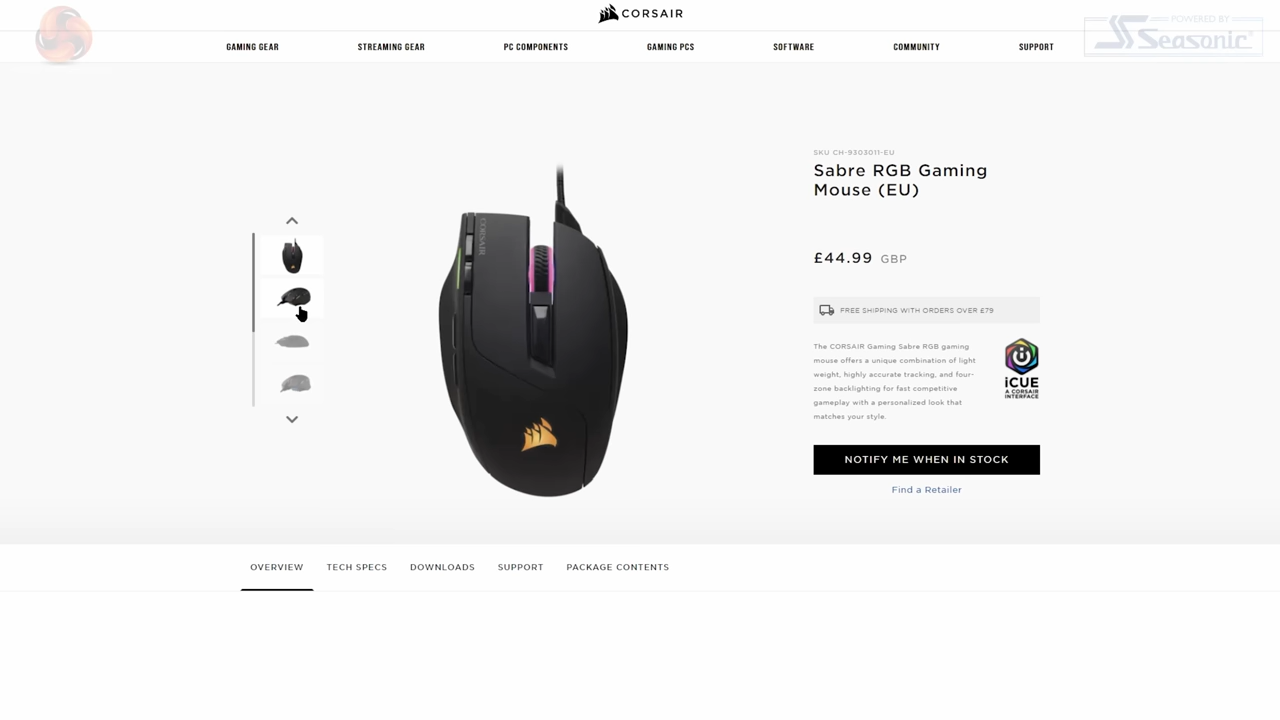 CORSAIR
POWERED BY
Seasonic
GAMING GEAR
STREAMING GEAR
PC COMPONENTS
GAMING PCS
SOFTWARE
COMMUNITY
SUPPORT
SKU CH-9303011-EU
Sabre RGB Gaming
Mouse (EU)
CORSAIR
£44.99 GBP
FREE SHIPPING WITH ORDERS OVER £79
The CORSAIR Gaming Sabre RGB gaming
mouse offers a unique combination of light
weight, highly accurate tracking, and four-
zone backlighting for fast competitive
gameplay with a personalized look that
matches your style.
iCUE
A CORSAIR
INTERFACE
NOTIFY ME WHEN IN STOCK
Find a Retailer
OVERVIEW
TECH SPECS
DOWNLOADS
SUPPORT
PACKAGE CONTENTS